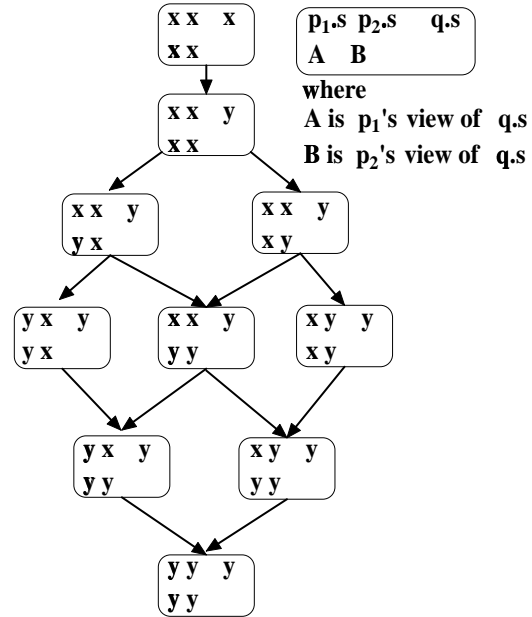 x x x
x x
p₁.s p₂.s q.s
A B
where
A is p₁'s view of q.s
B is p₂'s view of q.s
x x y
x x
x x y
y x
x x y
x y
y x y
y x
x x y
y y
x y y
x y
y x y
y y
x y y
y y
y y y
y y